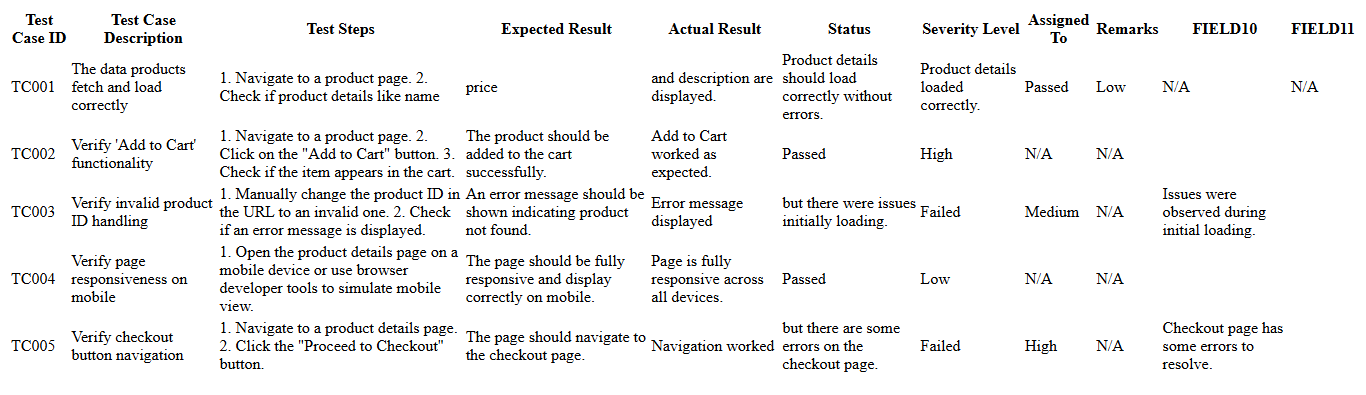 Test Case ID	Test Case Description	Test Steps	Expected Result	Actual Result	Status	Severity Level	Assigned To	Remarks	FIELD10	FIELD11
TC001	The data products fetch and load correctly	1. Navigate to a product page. 2. Check if product details like name	price	and description are displayed.	Product details should load correctly without errors.	Product details loaded correctly.	Passed	Low	N/A	N/A
TC002	Verify 'Add to Cart' functionality	1. Navigate to a product page. 2. Click on the "Add to Cart" button. 3. Check if the item appears in the cart.	The product should be added to the cart successfully.	Add to Cart worked as expected.	Passed	High	N/A	N/A
TC003	Verify invalid product ID handling	1. Manually change the product ID in the URL to an invalid one. 2. Check if an error message is displayed.	An error message should be shown indicating product not found.	Error message displayed	but there were issues initially loading.	Failed	Medium	N/A	Issues were observed during initial loading.
TC004	Verify page responsiveness on mobile	1. Open the product details page on a mobile device or use browser developer tools to simulate mobile view.	The page should be fully responsive and display correctly on mobile.	Page is fully responsive across all devices.	Passed	Low	N/A	N/A
TC005	Verify checkout button navigation	1. Navigate to a product details page. 2. Click the "Proceed to Checkout" button.	The page should navigate to the checkout page.	Navigation worked	but there are some errors on the checkout page.	Failed	High	N/A	Checkout page has some errors to resolve.